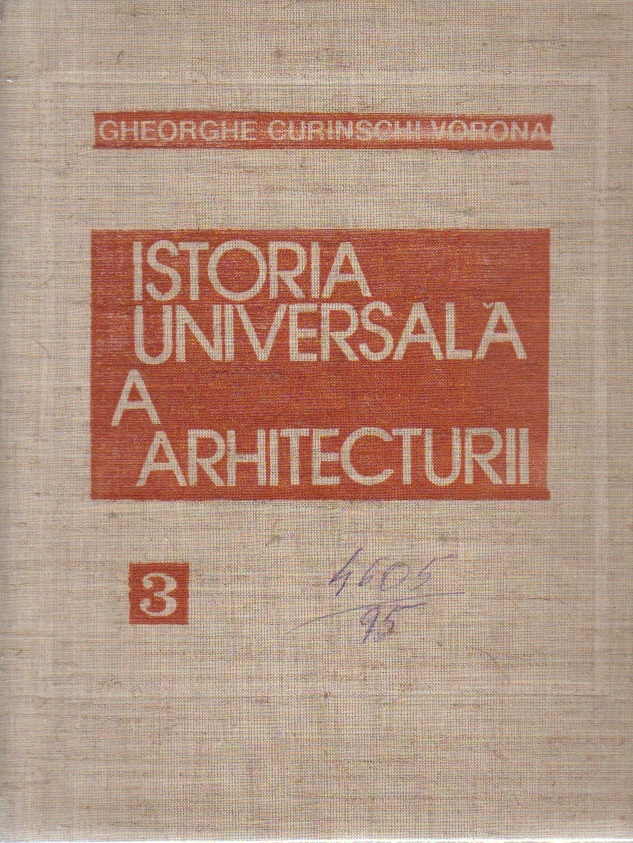 GHEORGHE CURINSCHI VORONA
ISTORIA
UNIVERSALĂ
A
ARHITECTURII
3
4605
95